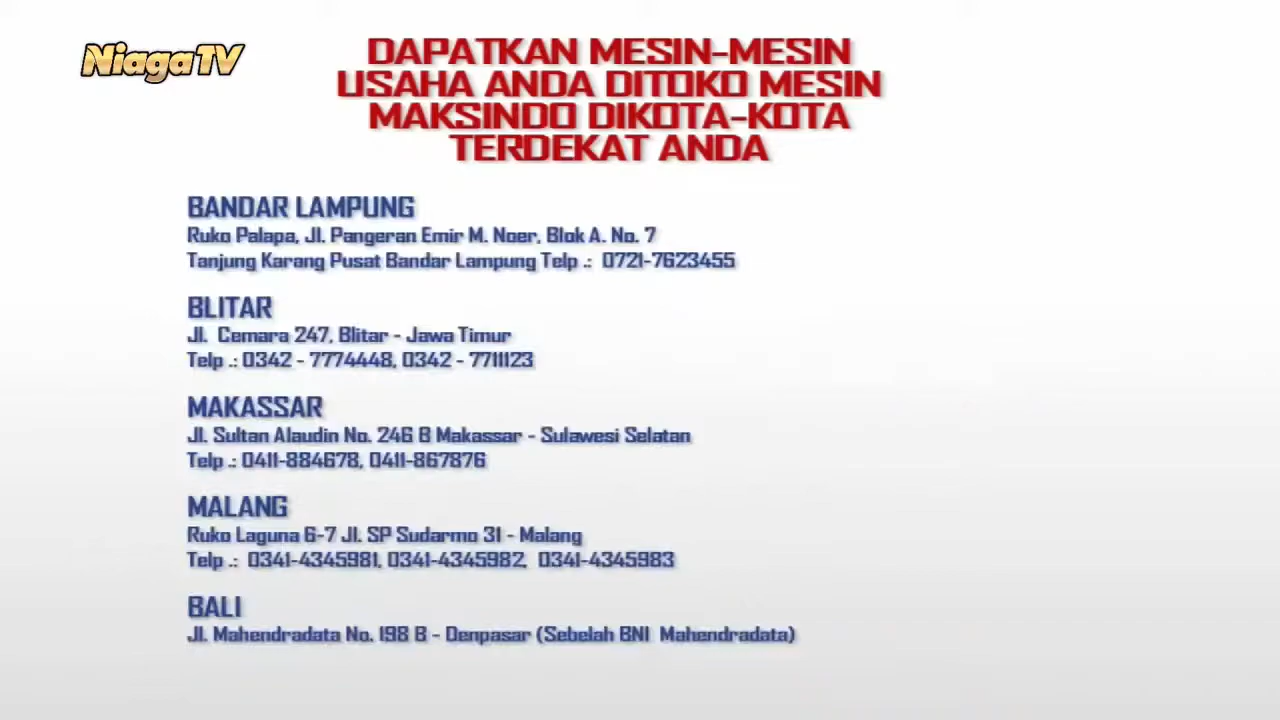 NiagaTV
DAPATKAN MESIN-MESIN
USAHA ANDA DITOKO MESIN
MAKSINDO DIKOTA-KOTA
TERDEKAT ANDA
BANDAR LAMPUNG
Ruko Palapa, Jl. Pangeran Emir M. Noer, Blok A. No. 7
Tanjung Karang Pusat Bandar Lampung Telp .: 0721-7623455
BLITAR
Jl. Cemara 247, Blitar - Jawa Timur
Telp .: 0342 - 7774448, 0342 - 7711123
MAKASSAR
Jl. Sultan Alaudin No. 246 B Makassar - Sulawesi Selatan
Telp .: 0411-884678, 0411-867876
MALANG
Ruko Laguna 6-7 Jl. SP Sudarmo 31 - Malang
Telp .: 0341-4345981, 0341-4345982, 0341-4345983
BALI
Jl. Mahendradata No. 198 B - Denpasar (Sebelah BNI Mahendradata)